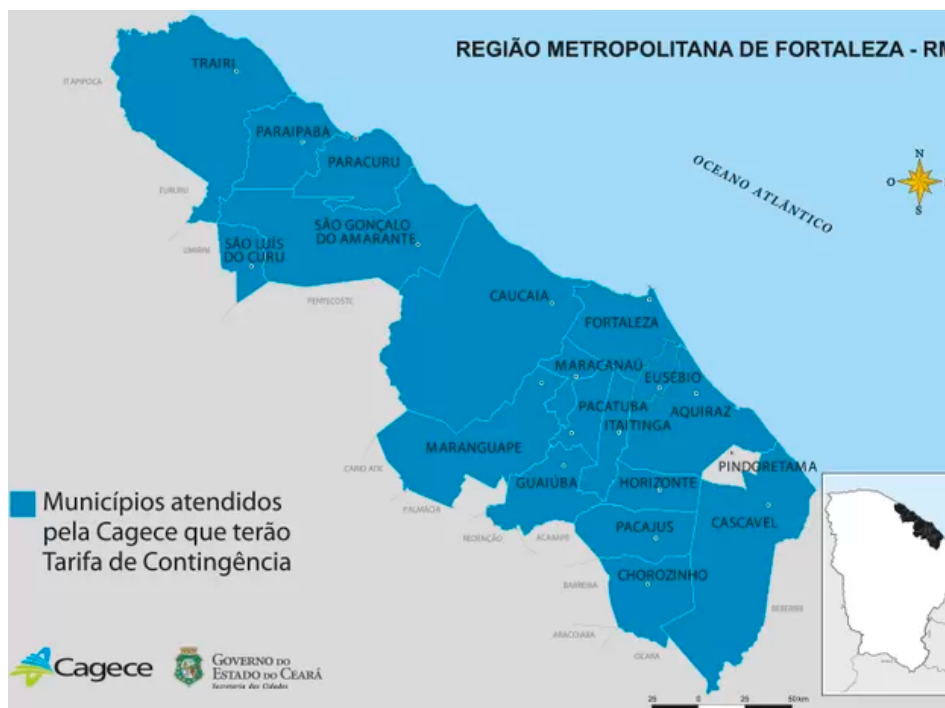 REGIÃO METROPOLITANA DE FORTALEZA - RM
TRAIRI
ITAPIPOCA
PARAIPABA
PARACURU
OCEANO ATLÂNTICO
N
O
S
TURURU
SÃO GONÇALO
DO AMARANTE
SÃO LUÍS
DO CURU
UMIRIM
PENTECOSTE
CAUCAIA
FORTALEZA
MARACANAÚ
EUSÉBIO
PACATUBA
AQUIRAZ
ITAITINGA
MARANGUAPE
CARIDADE
PINDORETAMA
GUAIÚBA
HORIZONTE
PALMÁCIA
REDENÇÃO
ACARAPE
PACAJUS
CASCAVEL
Municípios atendidos
pela Cagece que terão
Tarifa de Contingência
CHOROZINHO
BARREIRA
BEBERIBE
ARACOIABA
OCARA
Cagece
GOVERNO DO
ESTADO DO CEARÁ
Secretaria das Cidades
25 0 25 50 km